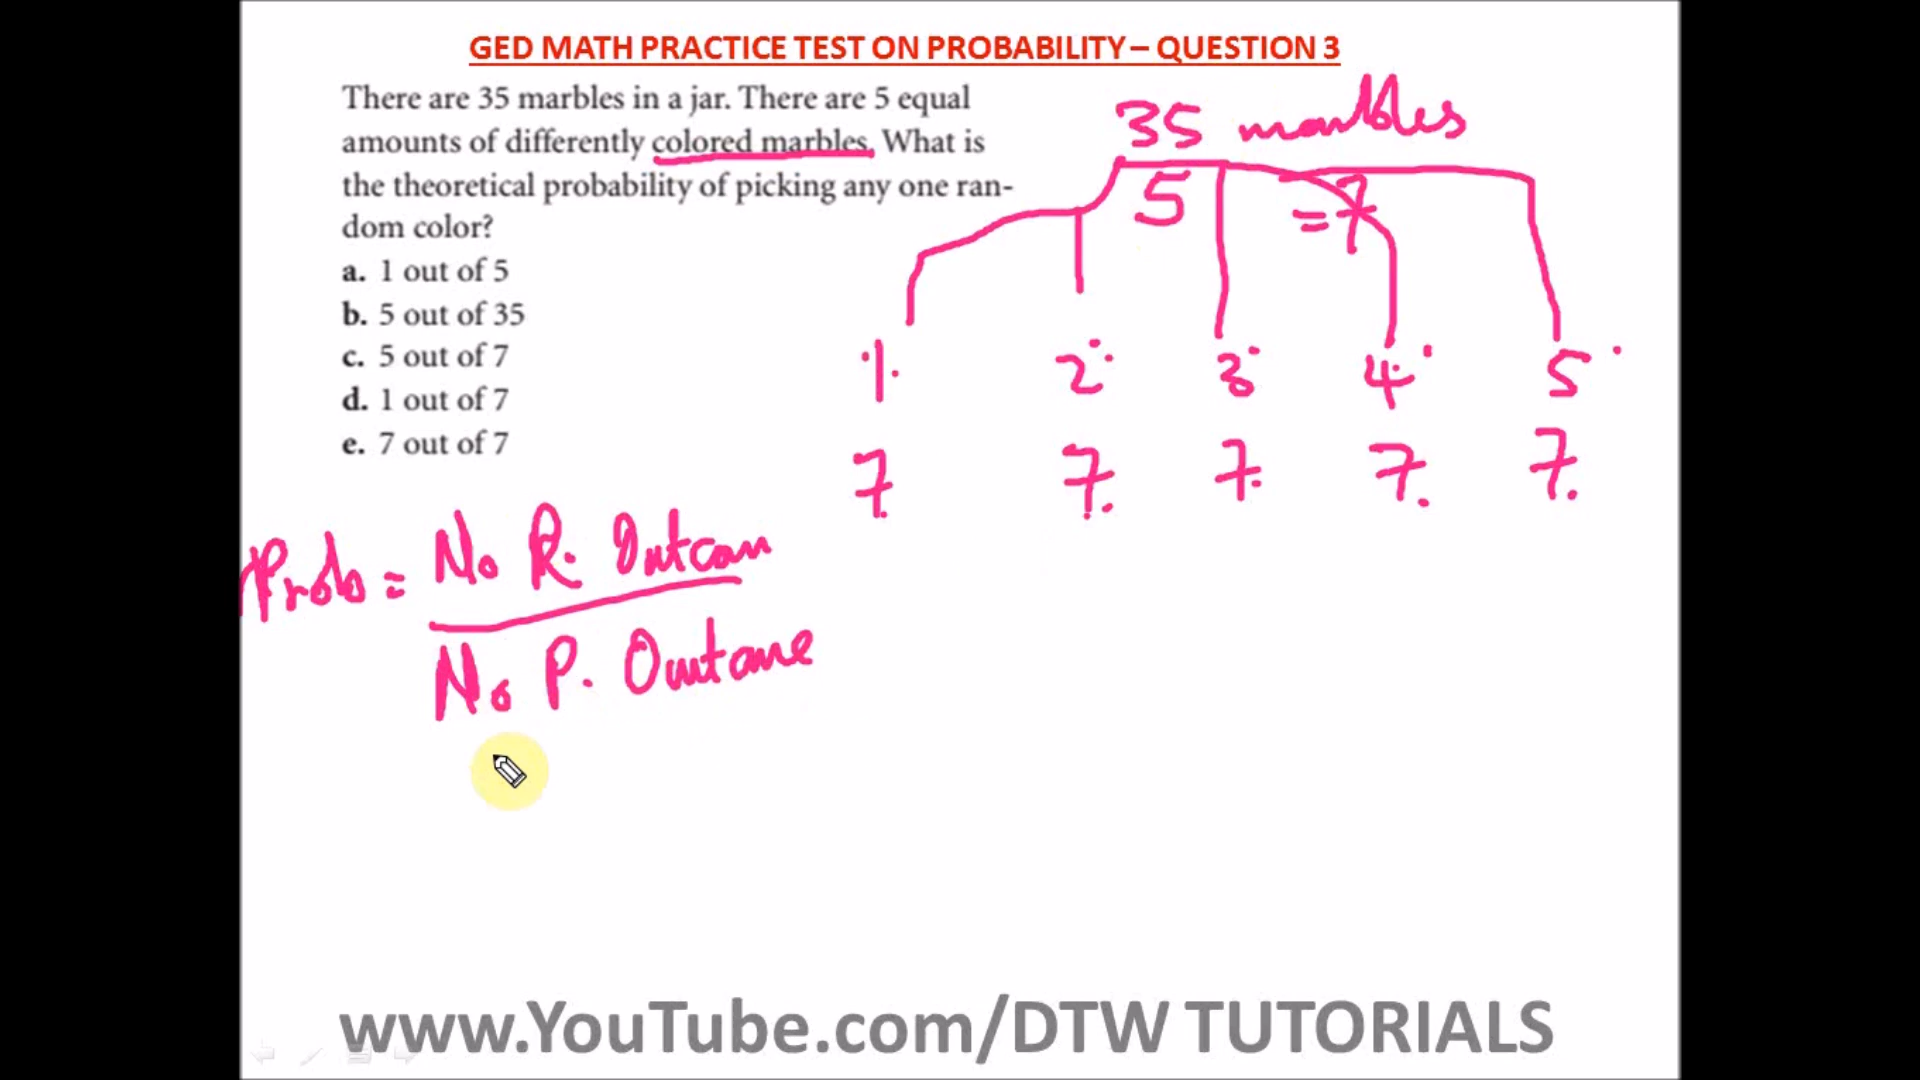 GED MATH PRACTICE TEST ON PROBABILITY – QUESTION 3
There are 35 marbles in a jar. There are 5 equal
amounts of differently colored marbles. What is
the theoretical probability of picking any one ran-
dom color?
a. 1 out of 5
b. 5 out of 35
c. 5 out of 7
d. 1 out of 7
e. 7 out of 7
35 marbles
5
= 7
1. 2. 3. 4. 5.
7. 7. 7. 7. 7.
Prob = No R. Outcom
No P. Outome
www.YouTube.com/DTW TUTORIALS